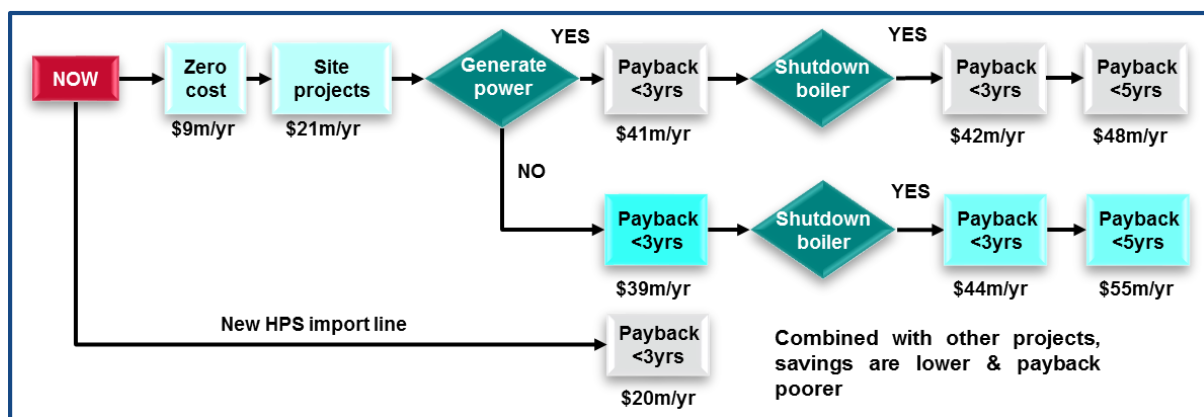 YES
YES
NOW
Zero
cost
Site
projects
Generate
power
Payback
<3yrs
Shutdown
boiler
Payback
<3yrs
Payback
<5yrs
$9m/yr
$21m/yr
$41m/yr
$42m/yr
$48m/yr
NO
YES
Payback
<3yrs
Shutdown
boiler
Payback
<3yrs
Payback
<5yrs
$39m/yr
$44m/yr
$55m/yr
New HPS import line
Payback
<3yrs
$20m/yr
Combined with other projects,
savings are lower & payback
poorer